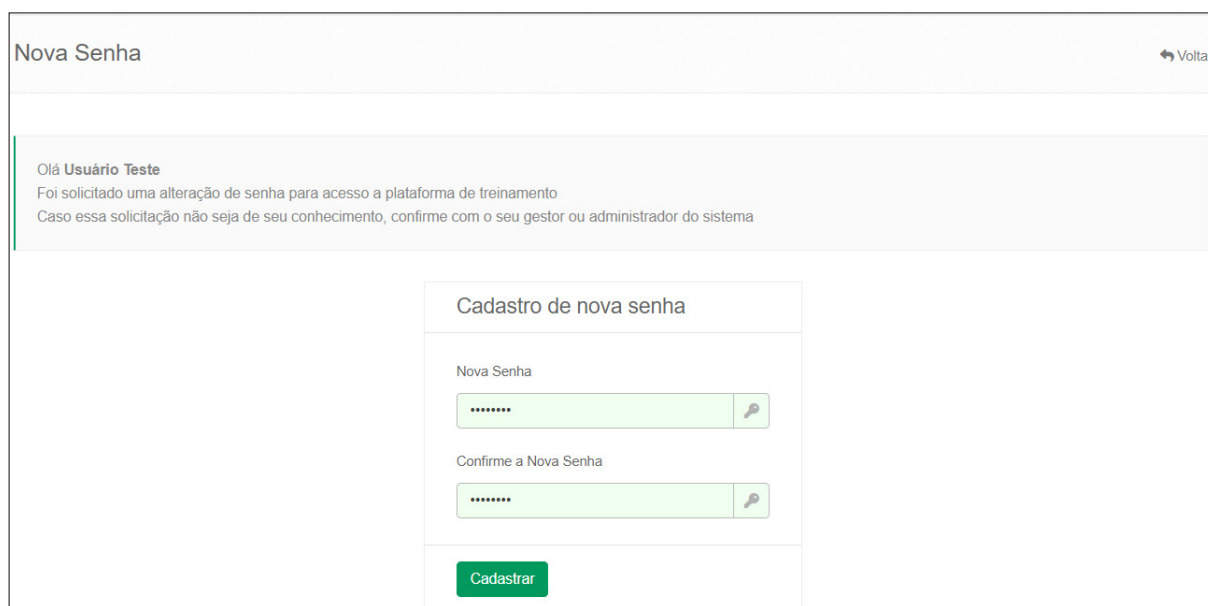 Nova Senha
Volta
Olá Usuário Teste
Foi solicitado uma alteração de senha para acesso a plataforma de treinamento
Caso essa solicitação não seja de seu conhecimento, confirme com o seu gestor ou administrador do sistema
Cadastro de nova senha
Nova Senha
••••••••
Confirme a Nova Senha
••••••••
Cadastrar